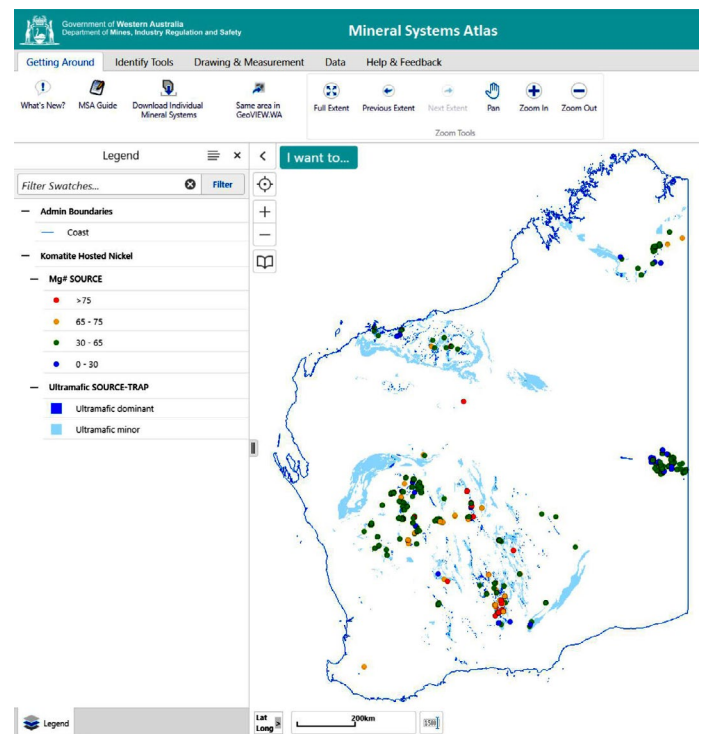 Government of Western Australia
Department of Mines, Industry Regulation and Safety
Mineral Systems Atlas
Getting Around
Identify Tools
Drawing & Measurement
Data
Help & Feedback
What's New?
MSA Guide
Download Individual
Mineral Systems
Same area in
GeoVIEW.WA
Full Extent
Previous Extent
Next Extent
Pan
Zoom In
Zoom Out
Zoom Tools
Legend
I want to...
Filter Swatches...
Filter
Admin Boundaries
Coast
Komatite Hosted Nickel
Mg# SOURCE
>75
65 - 75
30 - 65
0 - 30
Ultramafic SOURCE-TRAP
Ultramafic dominant
Ultramafic minor
Legend
Lat
Long
200km